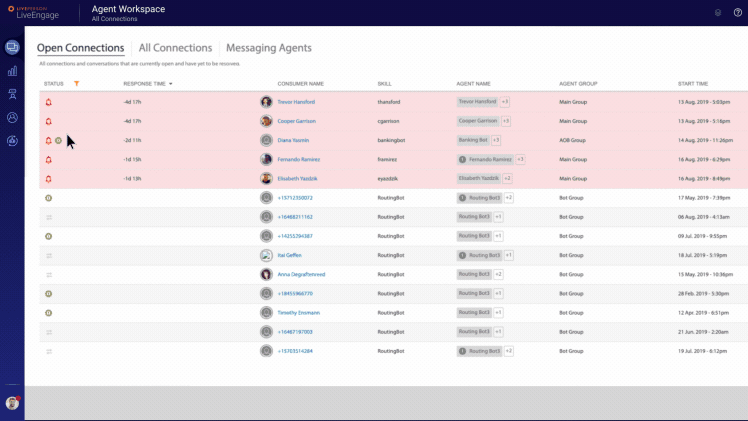 LIVEPERSON
LiveEngage
Agent Workspace
All Connections
Open Connections All Connections Messaging Agents
All connections and conversations that are currently open and have yet to be resolved.
STATUS RESPONSE TIME CONSUMER NAME SKILL AGENT NAME AGENT GROUP START TIME
-4d 17h Trevor Hansford thansford Trevor Hansford +3 Main Group 13 Aug. 2019 - 5:03pm
-4d 17h Cooper Garrison cgarrison Cooper Garrison +3 Main Group 13 Aug. 2019 - 5:16pm
-2d 11h Diana Yasmin bankingbot Banking Bot +3 AOB Group 14 Aug. 2019 - 11:26pm
-1d 15h Fernando Ramirez framirez Fernando Ramirez +3 Main Group 16 Aug. 2019 - 6:29pm
-1d 13h Elisabeth Yazdzik eyazdzik Elisabeth Yazdzik +2 Main Group 16 Aug. 2019 - 8:49pm
+13712350072 RoutingBot Routing Bot3 +2 Bot Group 17 May. 2019 - 7:39pm
+16468211162 RoutingBot Routing Bot3 +1 Bot Group 06 Aug. 2019 - 4:13am
+14255294387 RoutingBot Routing Bot3 +1 Bot Group 09 Jul. 2019 - 9:55pm
Itai Geffen RoutingBot Routing Bot3 +1 Bot Group 18 Jul. 2019 - 5:19pm
Anna Degraftenreed RoutingBot Routing Bot3 +2 Bot Group 15 May. 2019 - 10:36pm
+18455966770 RoutingBot Routing Bot3 +1 Bot Group 28 Feb. 2019 - 5:30pm
Timothy Ensmann RoutingBot Routing Bot3 +1 Bot Group 12 Apr. 2019 - 6:51pm
+16467197003 RoutingBot Routing Bot3 +1 Bot Group 21 Jun. 2019 - 2:20am
+15703514284 RoutingBot Routing Bot3 +2 Bot Group 19 Jul. 2019 - 6:12pm